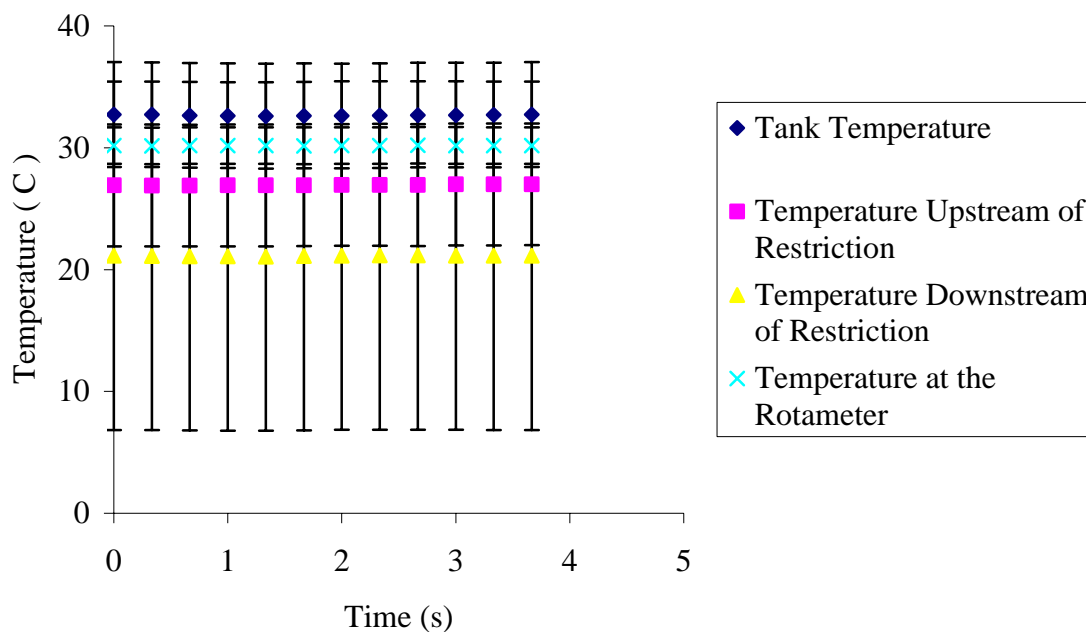 40
30
20
10
0
Temperature ( C )
0 1 2 3 4 5
Time (s)
Tank Temperature
Temperature Upstream of
Restriction
Temperature Downstream
of Restriction
Temperature at the
Rotameter